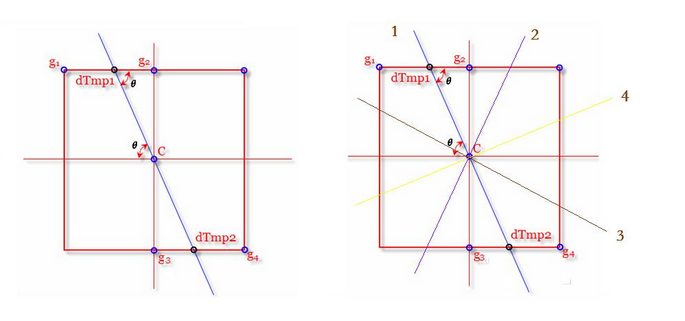 g1 g2
dTmp1 θ
θ C
dTmp2
g3 g4
1 2
g1 g2
dTmp1 θ
4
θ C
3
dTmp2
g3 g4